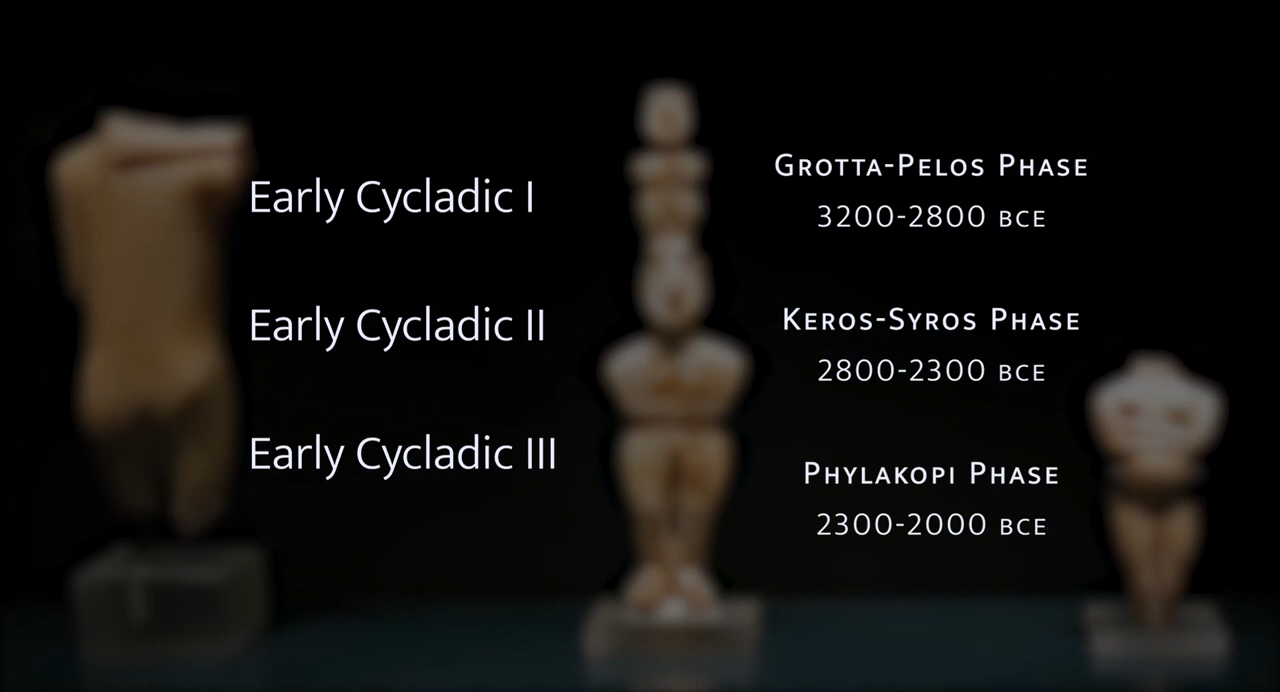 Early Cycladic I
Early Cycladic II
Early Cycladic III
Grotta-Pelos Phase
3200-2800 BCE
Keros-Syros Phase
2800-2300 BCE
Phylakopi Phase
2300-2000 BCE